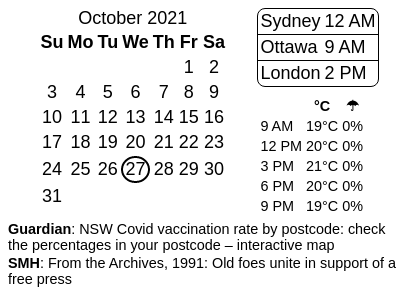 October 2021
Su Mo Tu We Th Fr Sa
1 2
3 4 5 6 7 8 9
10 11 12 13 14 15 16
17 18 19 20 21 22 23
24 25 26 27 28 29 30
31
Sydney 12 AM
Ottawa 9 AM
London 2 PM
°C ☂
9 AM 19°C 0%
12 PM 20°C 0%
3 PM 21°C 0%
6 PM 20°C 0%
9 PM 19°C 0%
Guardian: NSW Covid vaccination rate by postcode: check
the percentages in your postcode – interactive map
SMH: From the Archives, 1991: Old foes unite in support of a
free press